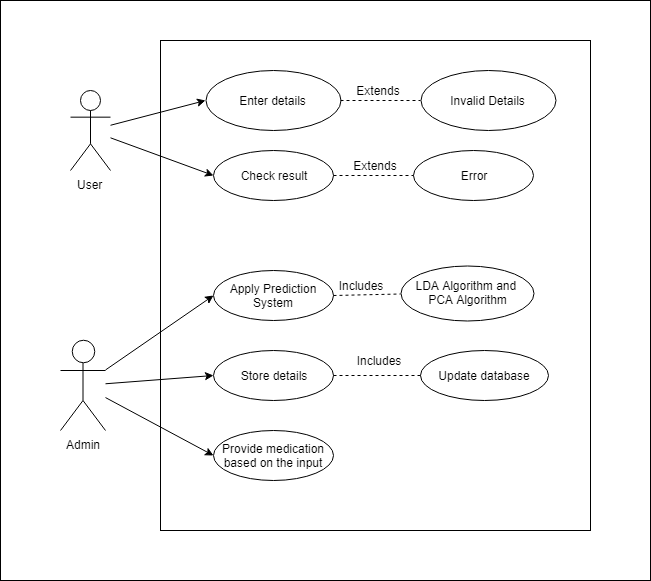 Enter details
Extends
Invalid Details
User
Check result
Extends
Error
Apply Prediction
System
Includes
LDA Algorithm and
PCA Algorithm
Admin
Store details
Includes
Update database
Provide medication
based on the input